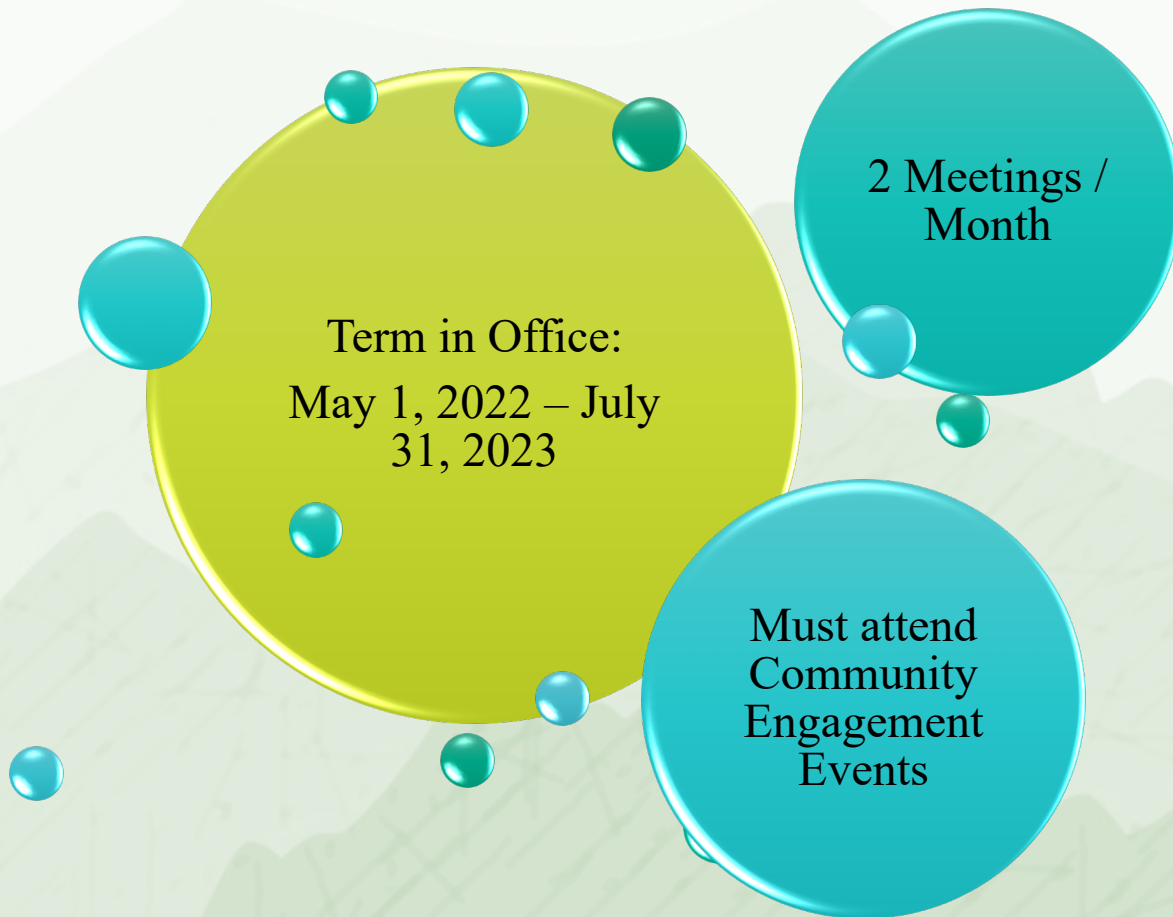 Term in Office:
May 1, 2022 – July
31, 2023
2 Meetings /
Month
Must attend
Community
Engagement
Events